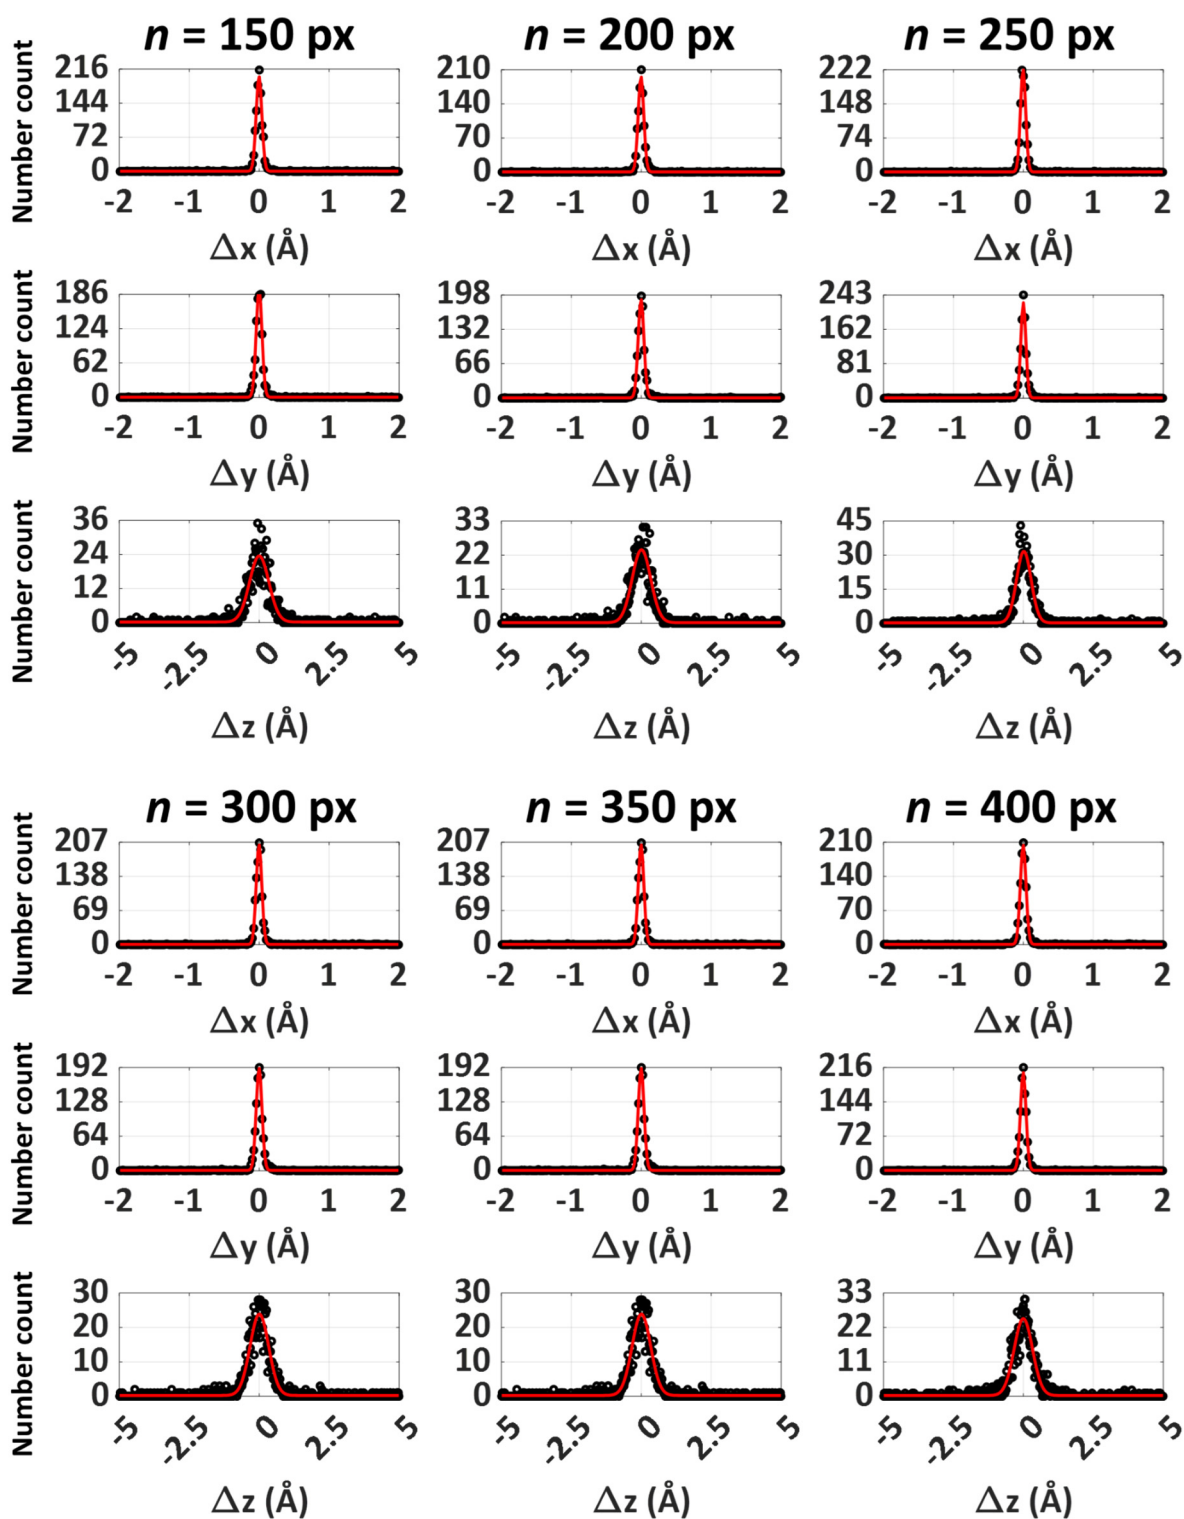 n = 150 px n = 200 px n = 250 px
Number count
216
144
72
0
-2 -1 0 1 2
Δx (Å)
210
140
70
0
-2 -1 0 1 2
Δx (Å)
222
148
74
0
-2 -1 0 1 2
Δx (Å)
Number count
186
124
62
0
-2 -1 0 1 2
Δy (Å)
198
132
66
0
-2 -1 0 1 2
Δy (Å)
243
162
81
0
-2 -1 0 1 2
Δy (Å)
Number count
36
24
12
0
-5 -2.5 0 2.5 5
Δz (Å)
33
22
11
0
-5 -2.5 0 2.5 5
Δz (Å)
45
30
15
0
-5 -2.5 0 2.5 5
Δz (Å)
n = 300 px n = 350 px n = 400 px
Number count
207
138
69
0
-2 -1 0 1 2
Δx (Å)
207
138
69
0
-2 -1 0 1 2
Δx (Å)
210
140
70
0
-2 -1 0 1 2
Δx (Å)
Number count
192
128
64
0
-2 -1 0 1 2
Δy (Å)
192
128
64
0
-2 -1 0 1 2
Δy (Å)
216
144
72
0
-2 -1 0 1 2
Δy (Å)
Number count
30
20
10
0
-5 -2.5 0 2.5 5
Δz (Å)
30
20
10
0
-5 -2.5 0 2.5 5
Δz (Å)
33
22
11
0
-5 -2.5 0 2.5 5
Δz (Å)